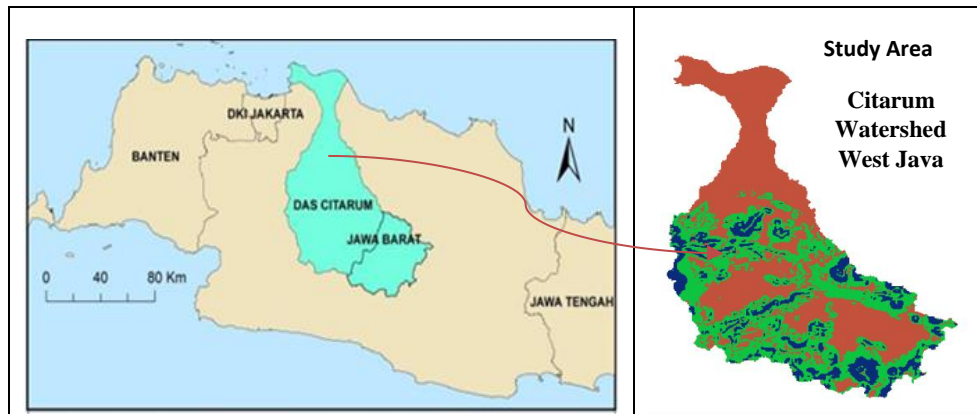 DKI JAKARTA
BANTEN
N
DAS CITARUM
JAWA BARAT
0 40 80 Km
JAWA TENGAH
Study Area
Citarum
Watershed
West Java